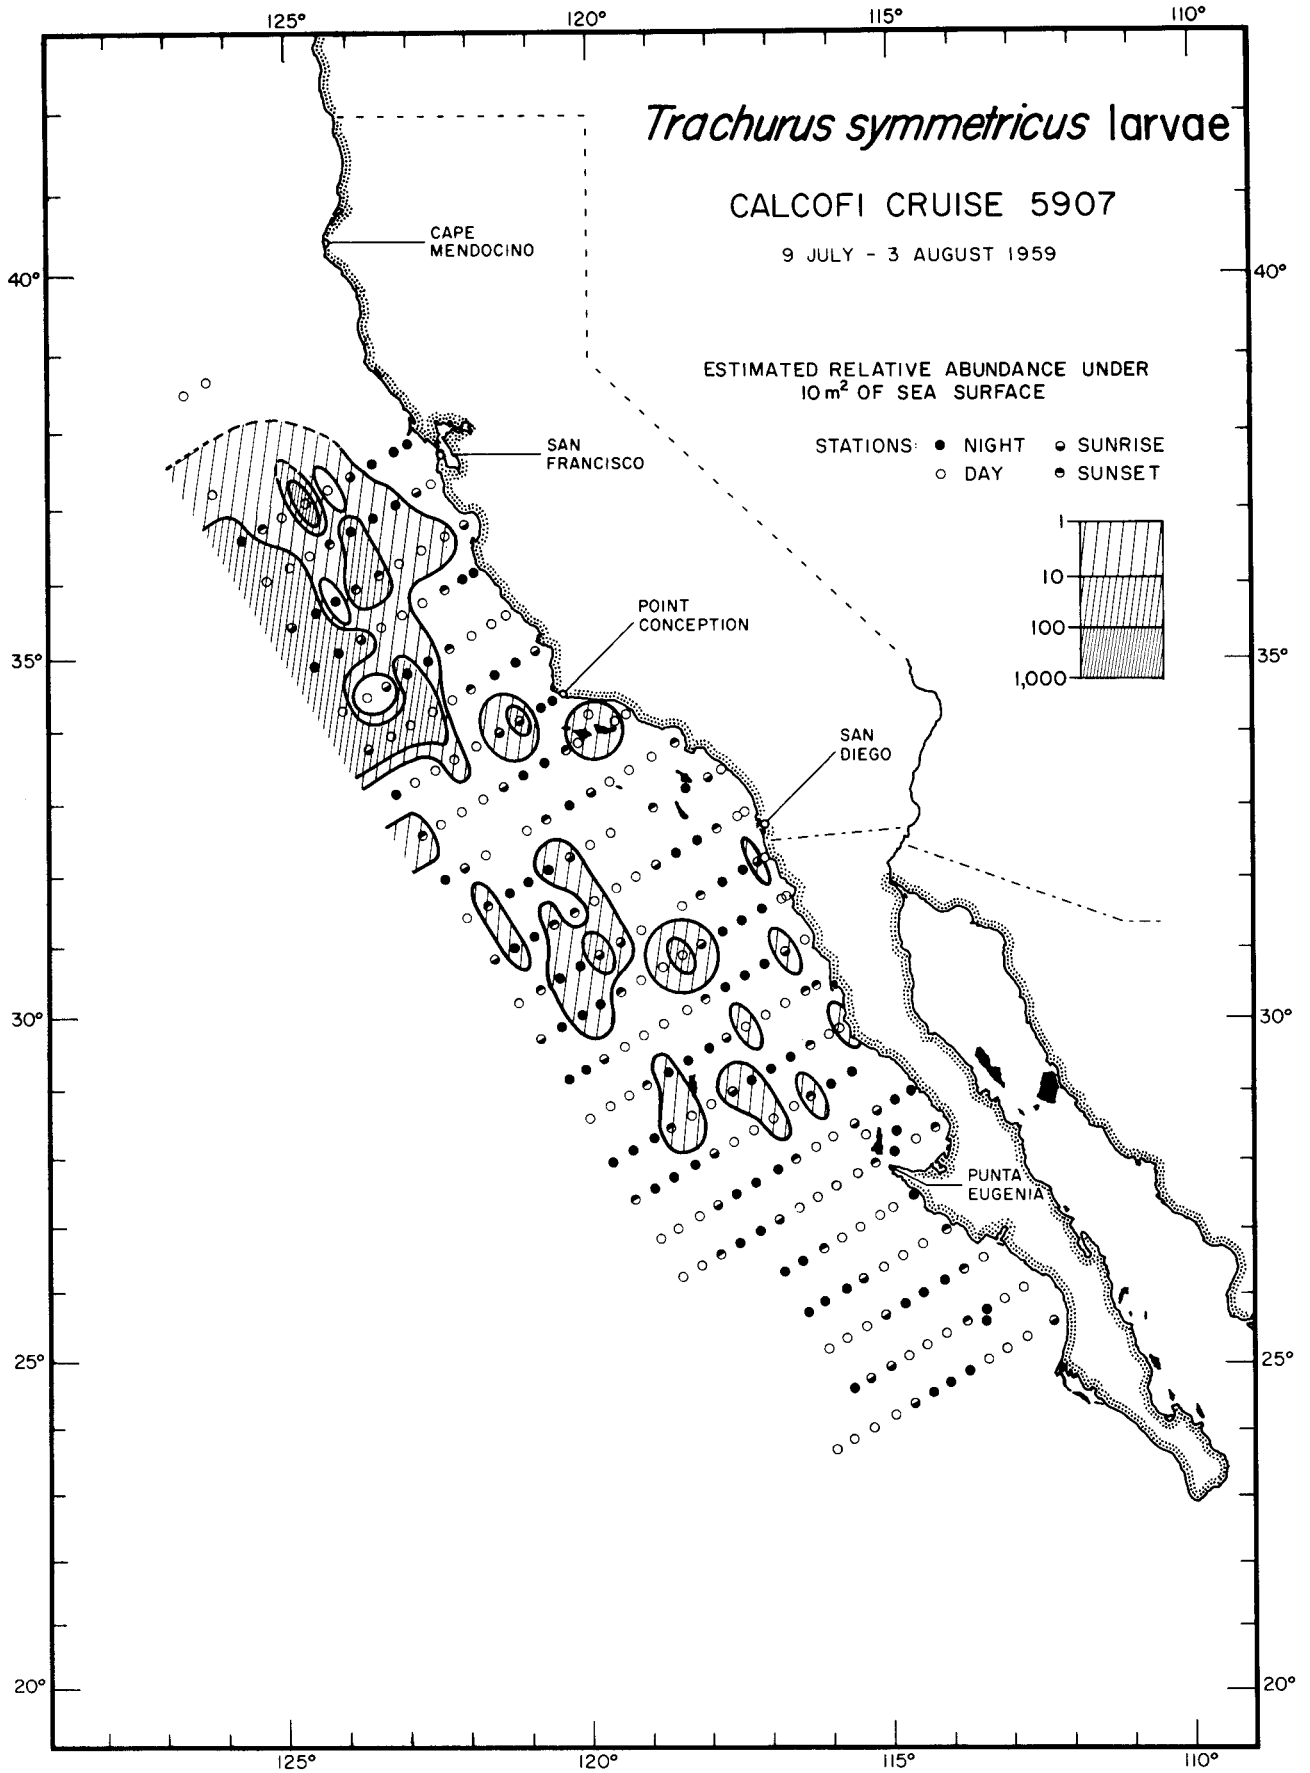 125° 120° 115° 110°
Trachurus symmetricus larvae
CALCOFI CRUISE 5907
9 JULY - 3 AUGUST 1959
CAPE
MENDOCINO
40° 40°
ESTIMATED RELATIVE ABUNDANCE UNDER
10m² OF SEA SURFACE
STATIONS: NIGHT SUNRISE
DAY SUNSET
SAN
FRANCISCO
1
10
100
1,000
POINT
CONCEPTION
35° 35°
SAN
DIEGO
30° 30°
PUNTA
EUGENIA
25° 25°
20° 20°
125° 120° 115° 110°